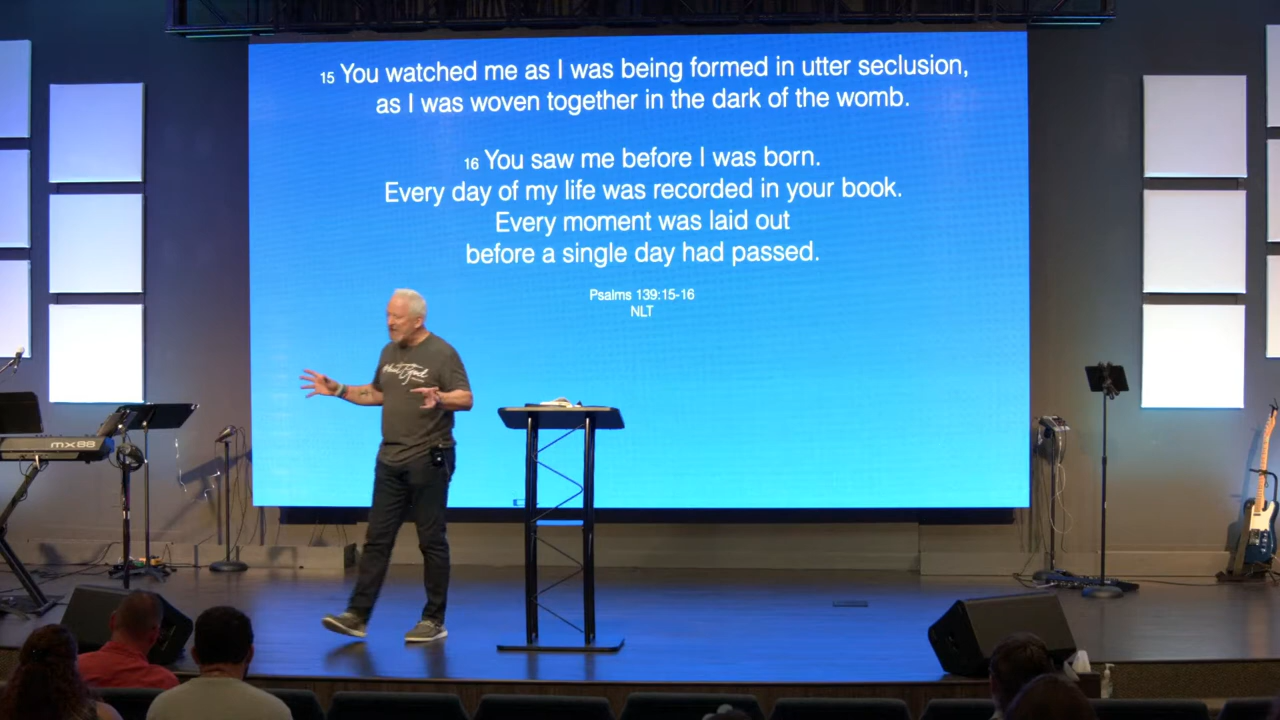 15 You watched me as I was being formed in utter seclusion,
as I was woven together in the dark of the womb.
16 You saw me before I was born.
Every day of my life was recorded in your book.
Every moment was laid out
before a single day had passed.
Psalms 139:15-16
NLT
mx88